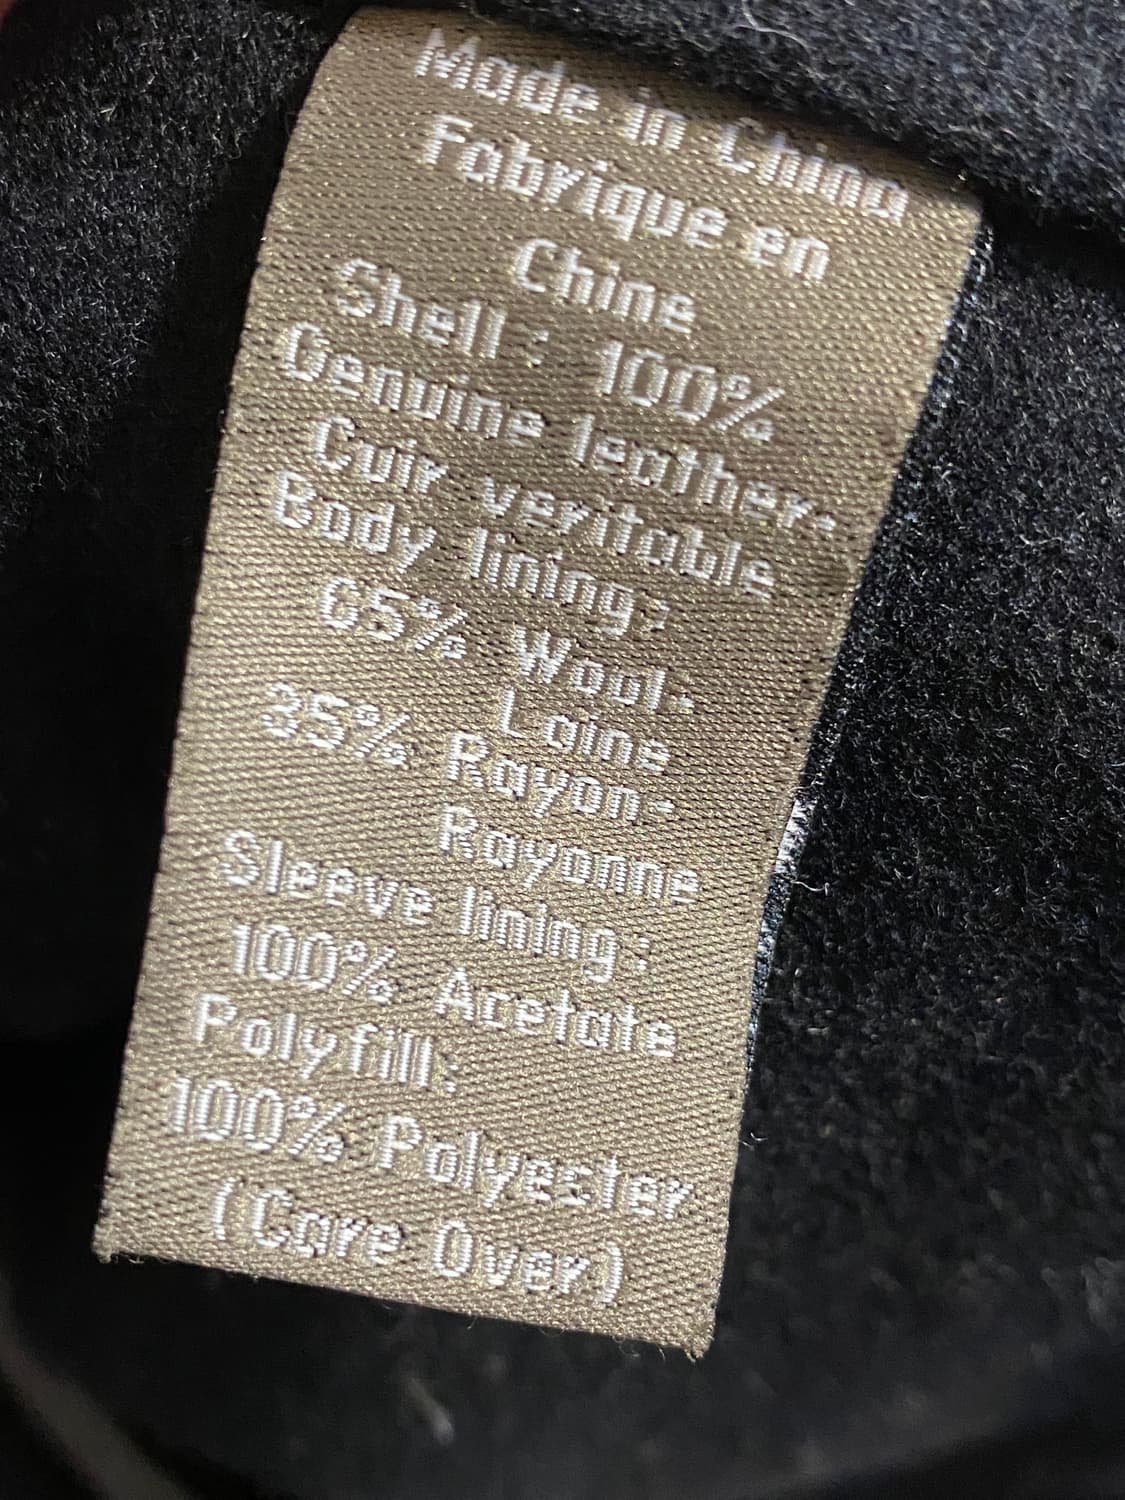 Made in China
Fabrique en
Chine
Shell: 100%
Genuine leather-
Cuir veritable
Body lining:
65% Wool-
Laine
35% Rayon-
Rayonne
Sleeve lining:
100% Acetate
Polyfill:
100% Polyester
(Care Over)